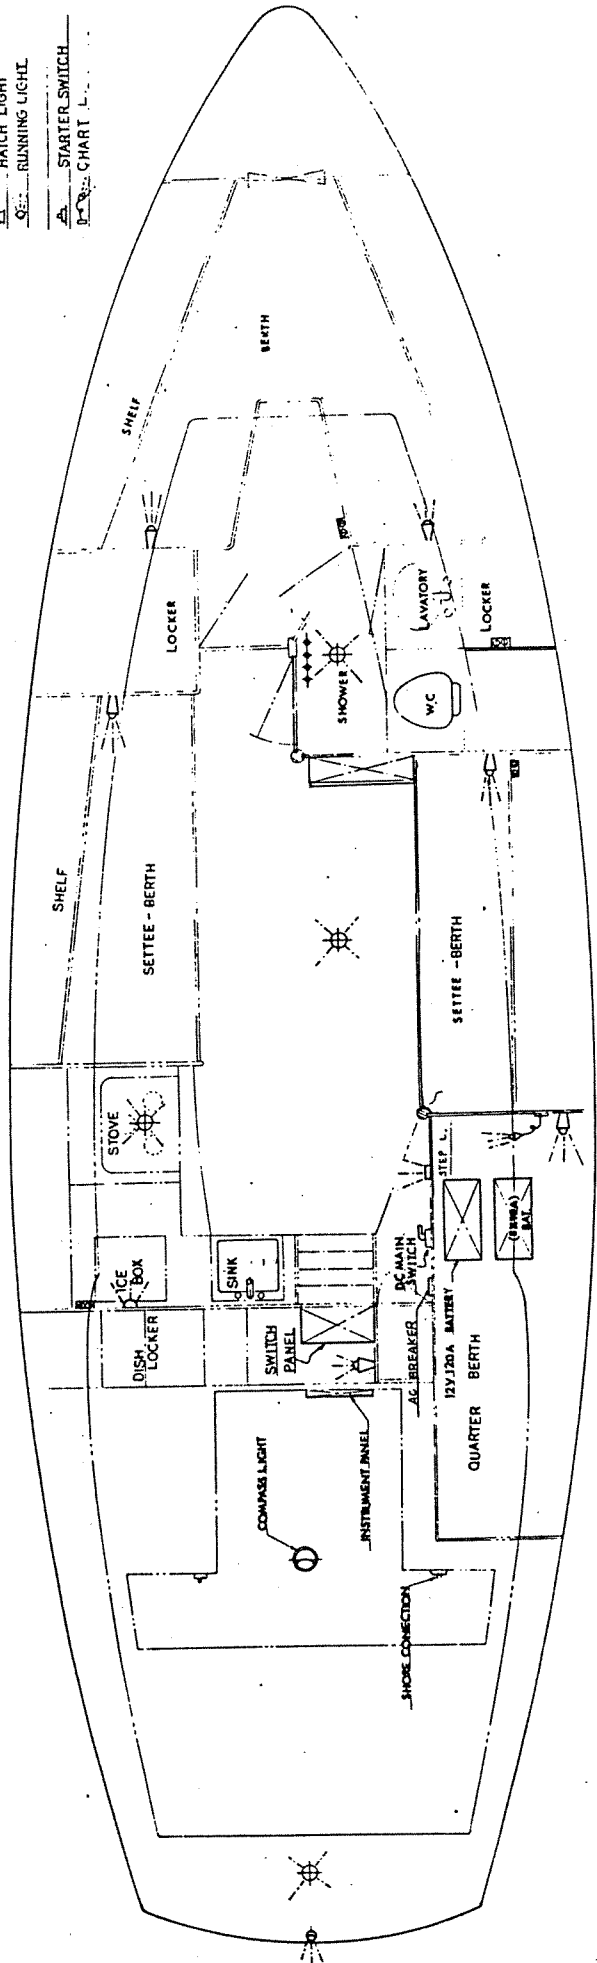 HATCH LIGHT
RUNNING LIGHT
STARTER SWITCH
CHART L.
BERTH
SHELF
LOCKER
LAVATORY
LOCKER
SHOWER
W.C
SHELF
SETTEE-BERTH
SETTEE-BERTH
STOVE
STEP L.
ICE
BOX
SINK
DC MAIN
SWITCH
BAT.
DISH
LOCKER
SWITCH
PANEL
AC BREAKER
12V.120A BATTERY
QUARTER BERTH
COMPASS LIGHT
INSTRUMENT PANEL
SHORE CONECTION